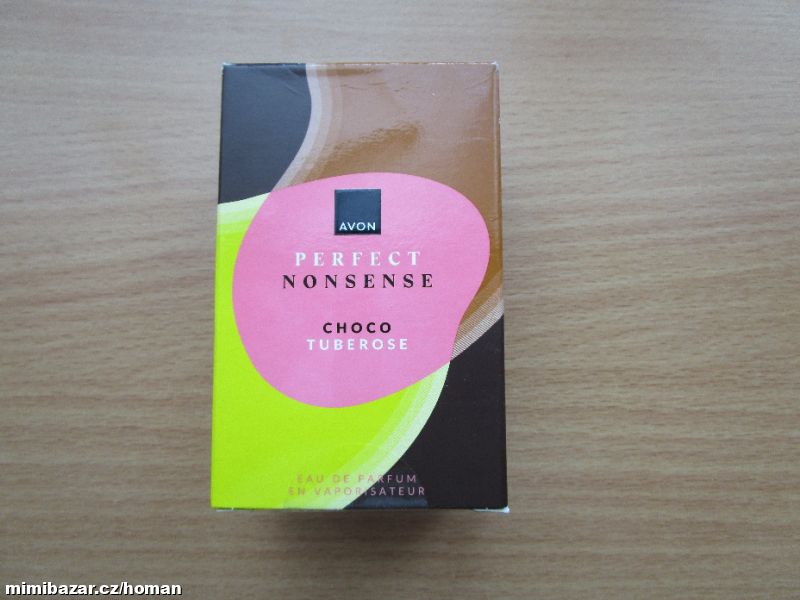 AVON
PERFECT
NONSENSE
CHOCO
TUBEROSE
EAU DE PARFUM
EN VAPORISATEUR
mimibazar.cz/homan